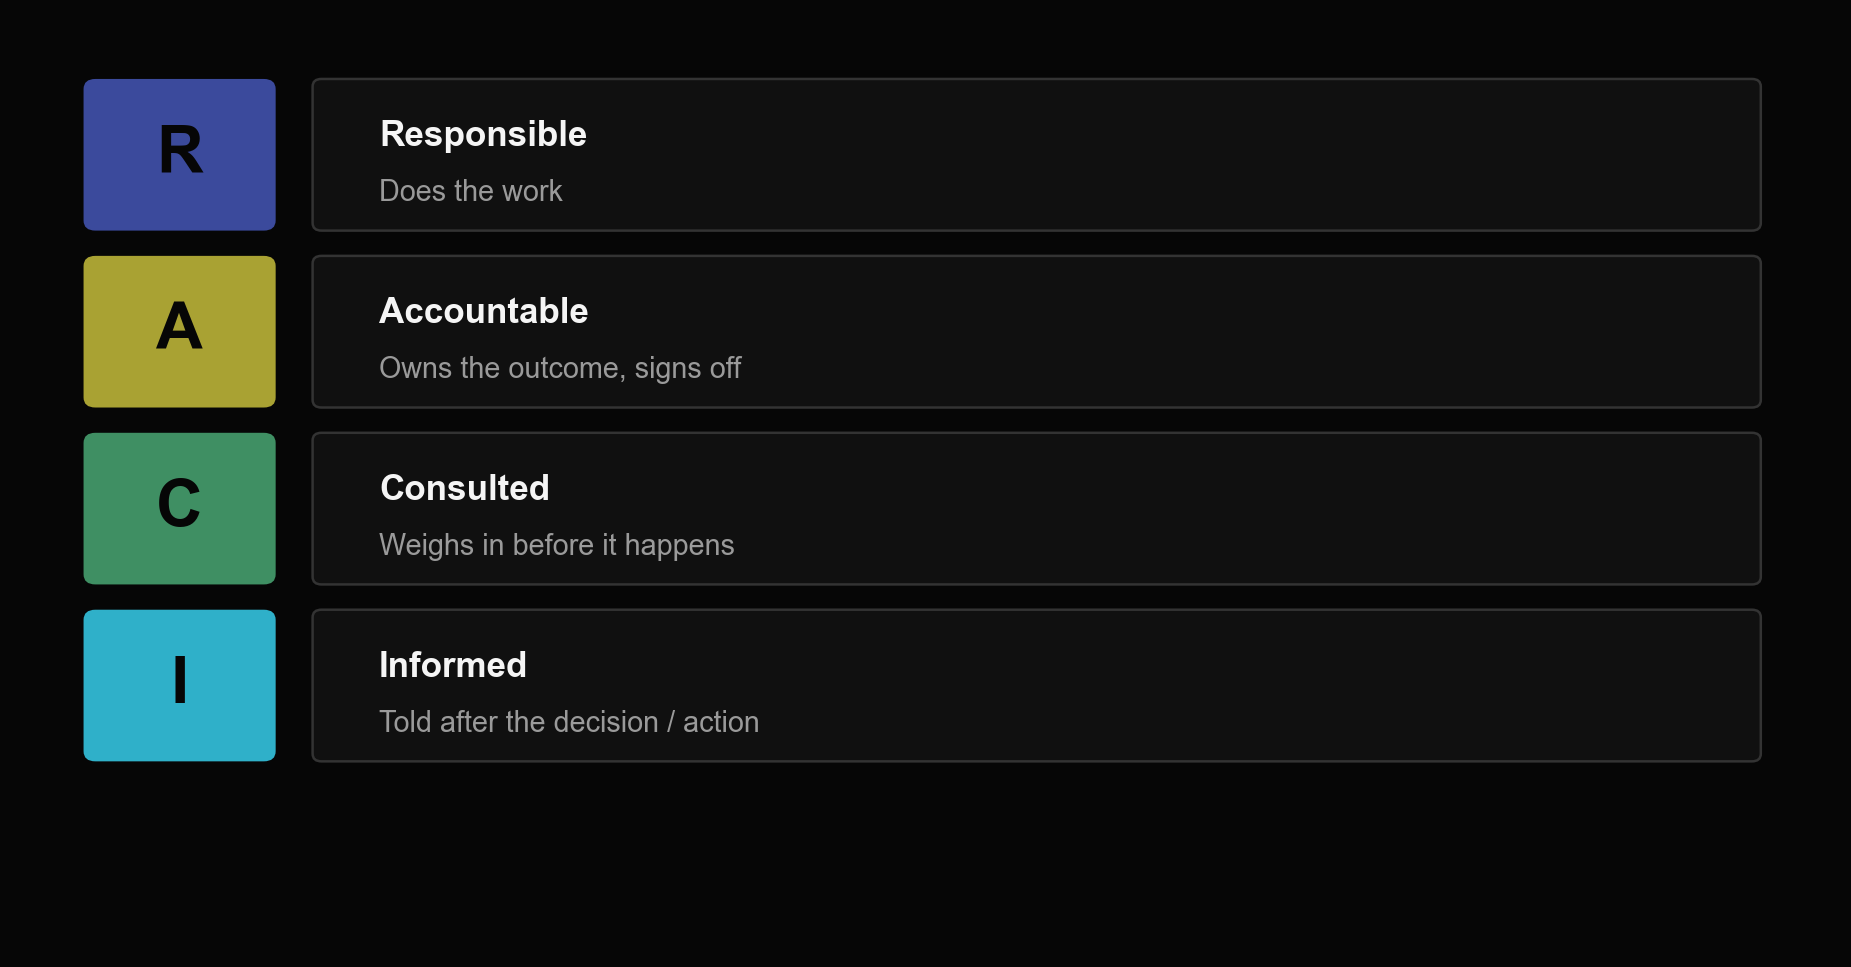 R
Responsible
Does the work
A
Accountable
Owns the outcome, signs off
C
Consulted
Weighs in before it happens
I
Informed
Told after the decision / action